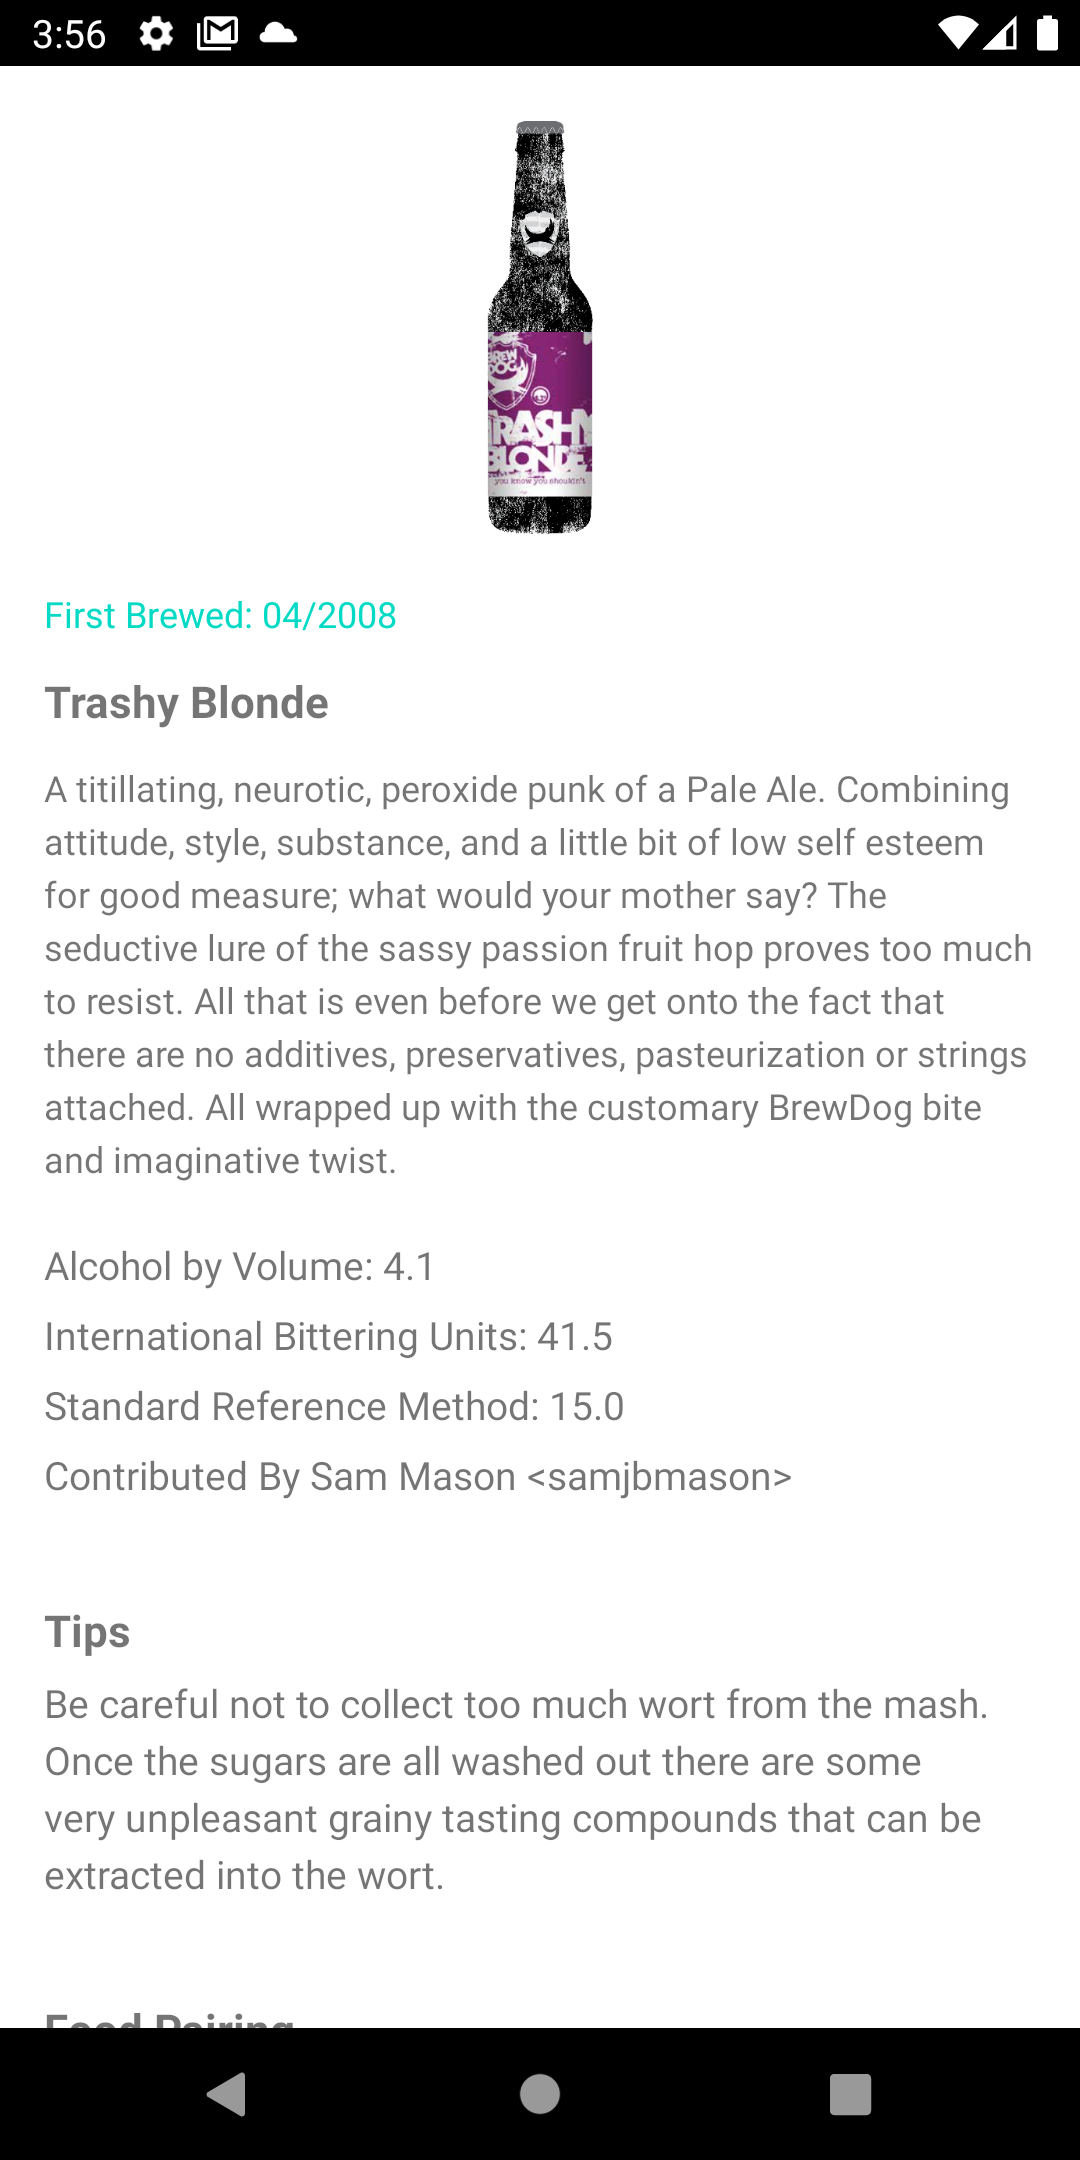 3:56
BREW
DOG
TRASHY
BLONDE
you know you shouldn't
First Brewed: 04/2008
Trashy Blonde
A titillating, neurotic, peroxide punk of a Pale Ale. Combining
attitude, style, substance, and a little bit of low self esteem
for good measure; what would your mother say? The
seductive lure of the sassy passion fruit hop proves too much
to resist. All that is even before we get onto the fact that
there are no additives, preservatives, pasteurization or strings
attached. All wrapped up with the customary BrewDog bite
and imaginative twist.
Alcohol by Volume: 4.1
International Bittering Units: 41.5
Standard Reference Method: 15.0
Contributed By Sam Mason <samjbmason>
Tips
Be careful not to collect too much wort from the mash.
Once the sugars are all washed out there are some
very unpleasant grainy tasting compounds that can be
extracted into the wort.
Food Pairing